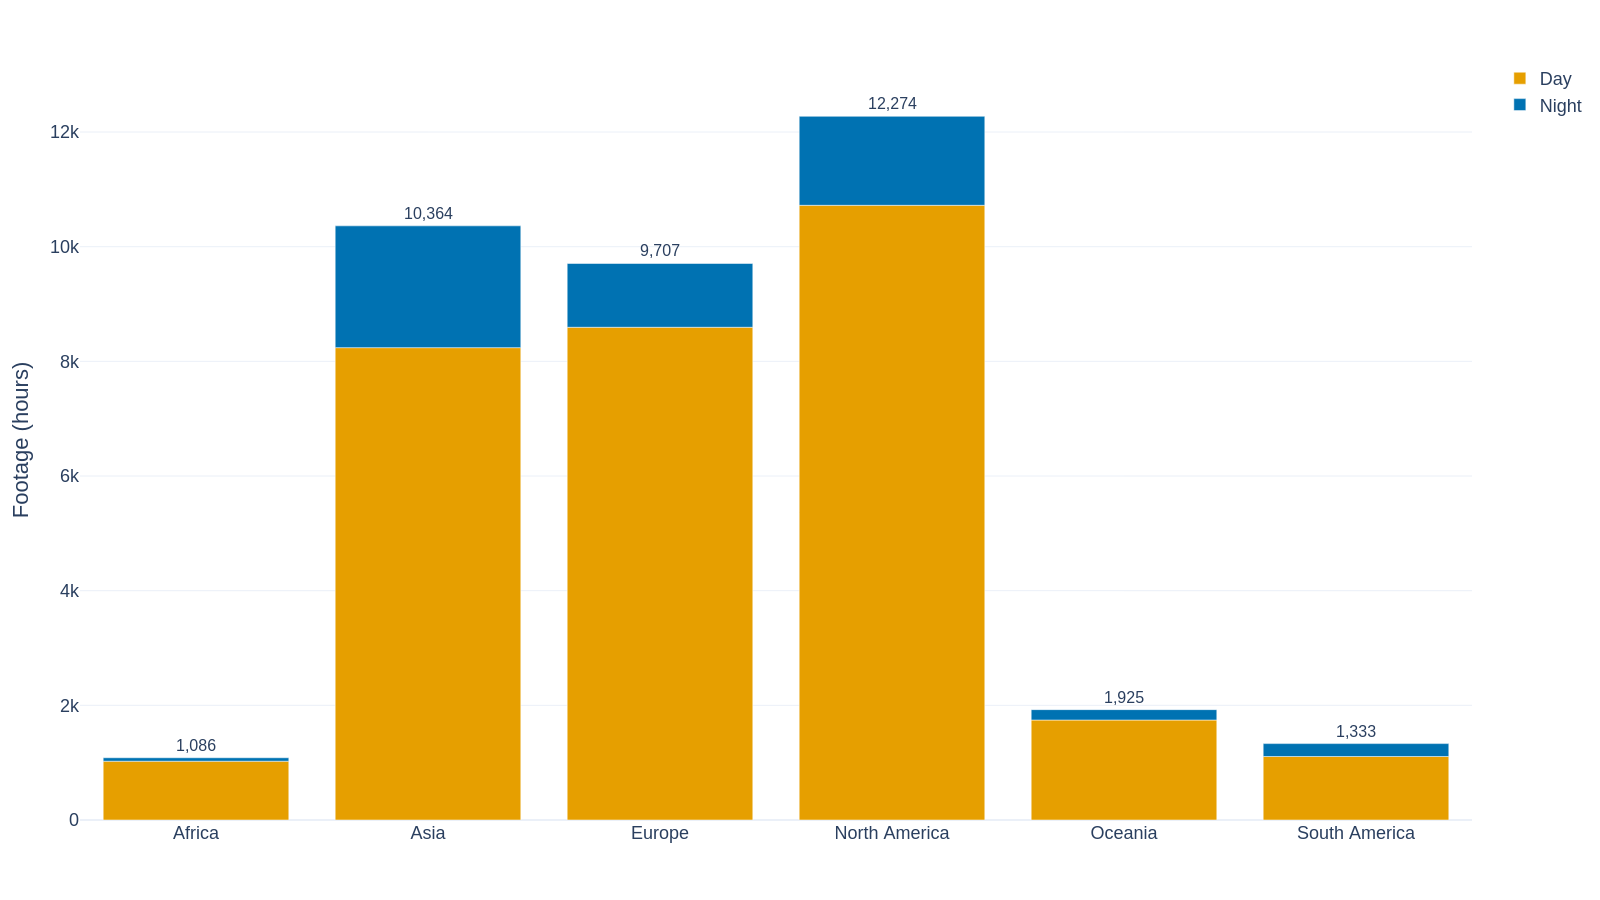 Day
Night
Footage (hours)
12k
10k
8k
6k
4k
2k
0
1,086
10,364
9,707
12,274
1,925
1,333
Africa
Asia
Europe
North America
Oceania
South America